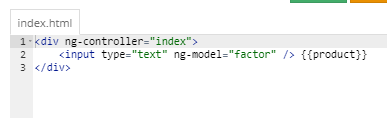 index.html
1 <div ng-controller="index">
2     <input type="text" ng-model="factor" /> {{product}}
3 </div>